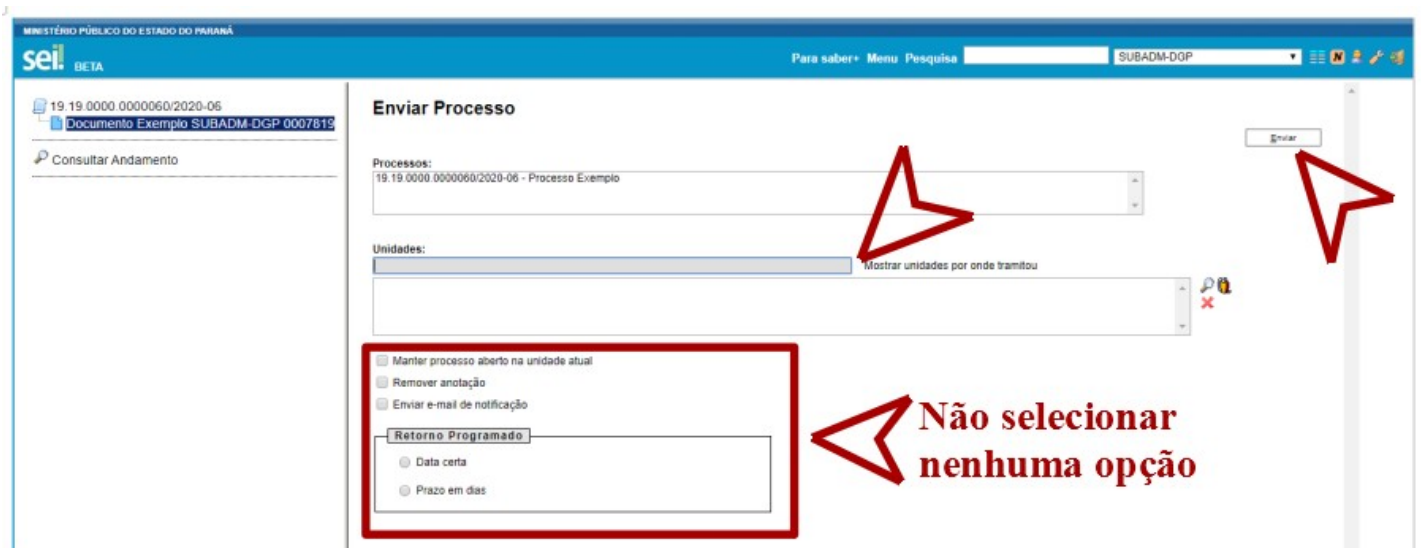 MINISTÉRIO PÚBLICO DO ESTADO DO PARANÁ
sei! BETA
Para saber+ Menu Pesquisa SUBADM-DGP
19.19.0000.0000060/2020-06
Documento Exemplo SUBADM-DGP 0007819
Consultar Andamento
Enviar Processo
Enviar
Processos:
19.19.0000.0000060/2020-06 - Processo Exemplo
Unidades:
Mostrar unidades por onde tramitou
Manter processo aberto na unidade atual
Remover anotação
Enviar e-mail de notificação
Retorno Programado
Data certa
Prazo em dias
Não selecionar
nenhuma opção